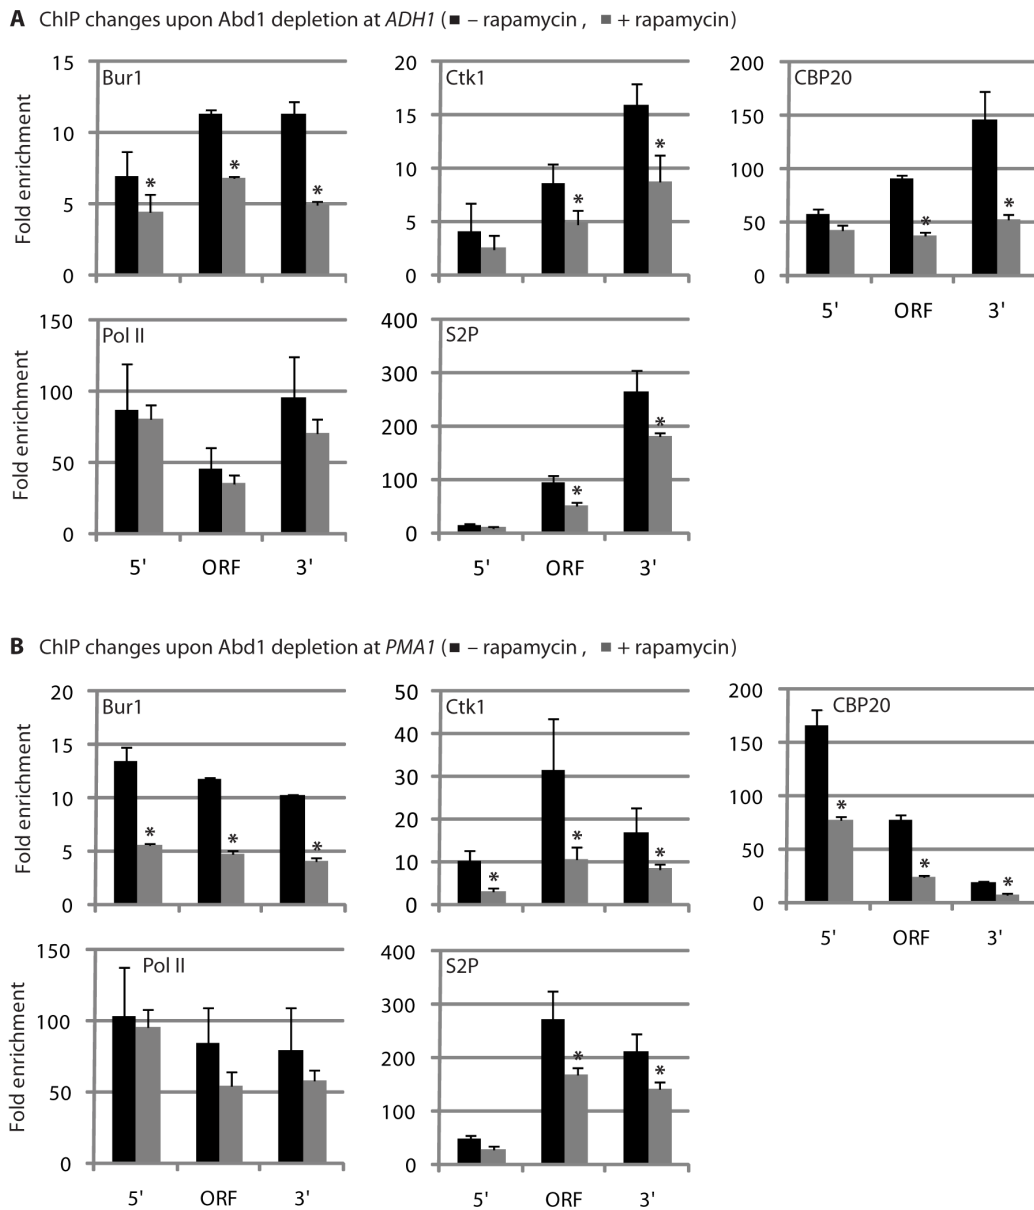 A ChIP changes upon Abd1 depletion at ADH1 (■ – rapamycin , ■ + rapamycin)
Fold enrichment
Bur1
15
10
5
0
* * *
Ctk1
20
15
10
5
0
* *
CBP20
200
150
100
50
0
* *
5' ORF 3'
Fold enrichment
Pol II
150
100
50
0
5' ORF 3'
S2P
400
300
200
100
0
* *
5' ORF 3'
B ChIP changes upon Abd1 depletion at PMA1 (■ – rapamycin , ■ + rapamycin)
Fold enrichment
Bur1
20
15
10
5
0
* * *
Ctk1
50
40
30
20
10
0
* * *
CBP20
200
150
100
50
0
* * *
5' ORF 3'
Fold enrichment
Pol II
150
100
50
0
5' ORF 3'
S2P
400
300
200
100
0
* *
5' ORF 3'